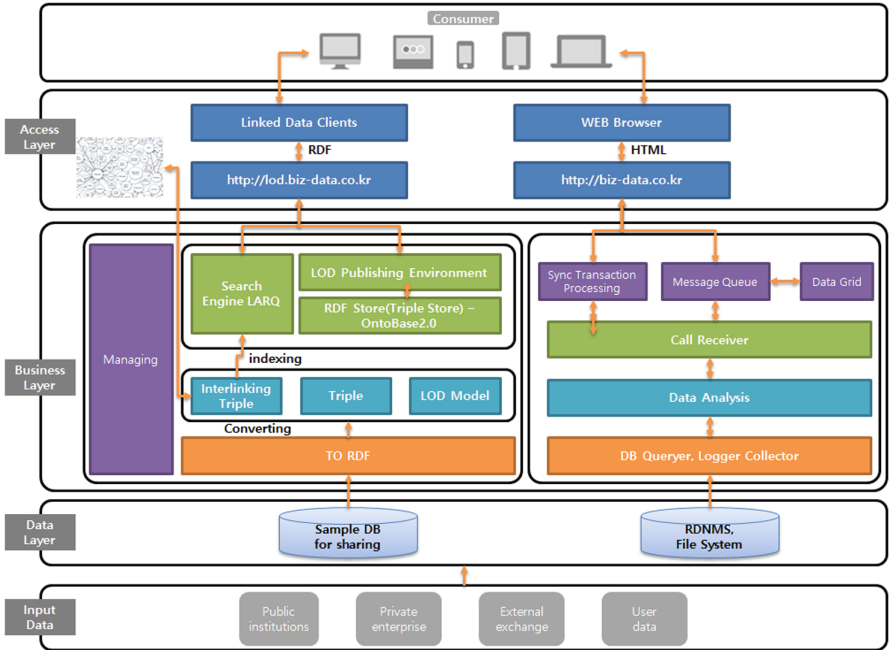 Consumer
Access
Layer
Linked Data Clients
WEB Browser
RDF
HTML
http://lod.biz-data.co.kr
http://biz-data.co.kr
Business
Layer
Managing
Search
Engine LARQ
LOD Publishing Environment
RDF Store(Triple Store) –
OntoBase2.0
indexing
Interlinking
Triple
Triple
LOD Model
Converting
TO RDF
Sync Transaction
Processing
Message Queue
Data Grid
Call Receiver
Data Analysis
DB Queryer, Logger Collector
Data
Layer
Sample DB
for sharing
RDNMS,
File System
Input
Data
Public
institutions
Private
enterprise
External
exchange
User
data